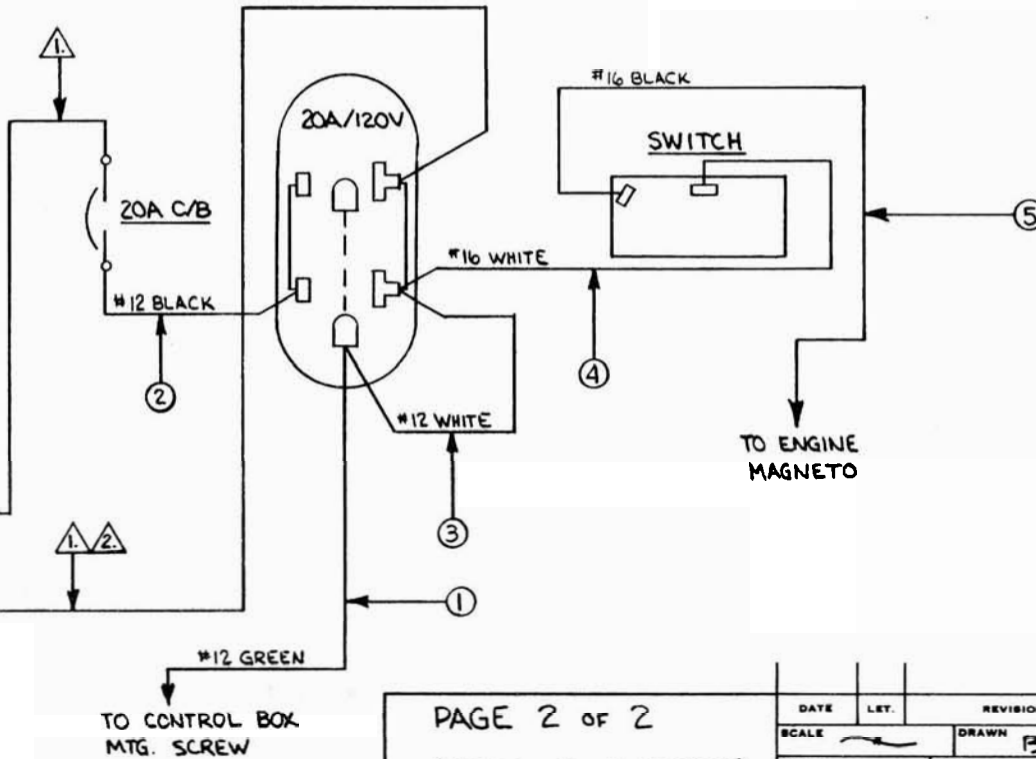 1.
#16 BLACK
20A/120V
SWITCH
20A C/B
5
#16 WHITE
#12 BLACK
2
4
#12 WHITE
TO ENGINE
MAGNETO
3
1. 2.
1
#12 GREEN
TO CONTROL BOX
MTG. SCREW
PAGE 2 OF 2
DATE LET. REVISIO
SCALE DRAWN